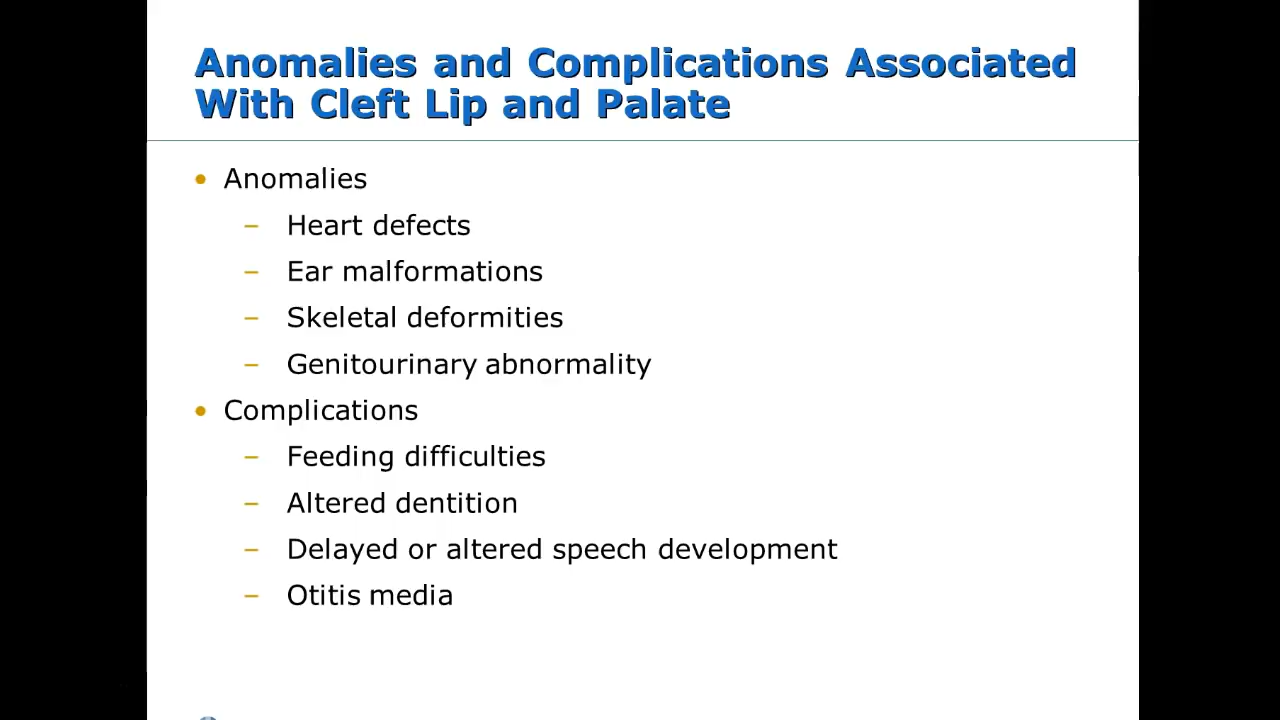 Anomalies and Complications Associated
With Cleft Lip and Palate
• Anomalies
– Heart defects
– Ear malformations
– Skeletal deformities
– Genitourinary abnormality
• Complications
– Feeding difficulties
– Altered dentition
– Delayed or altered speech development
– Otitis media